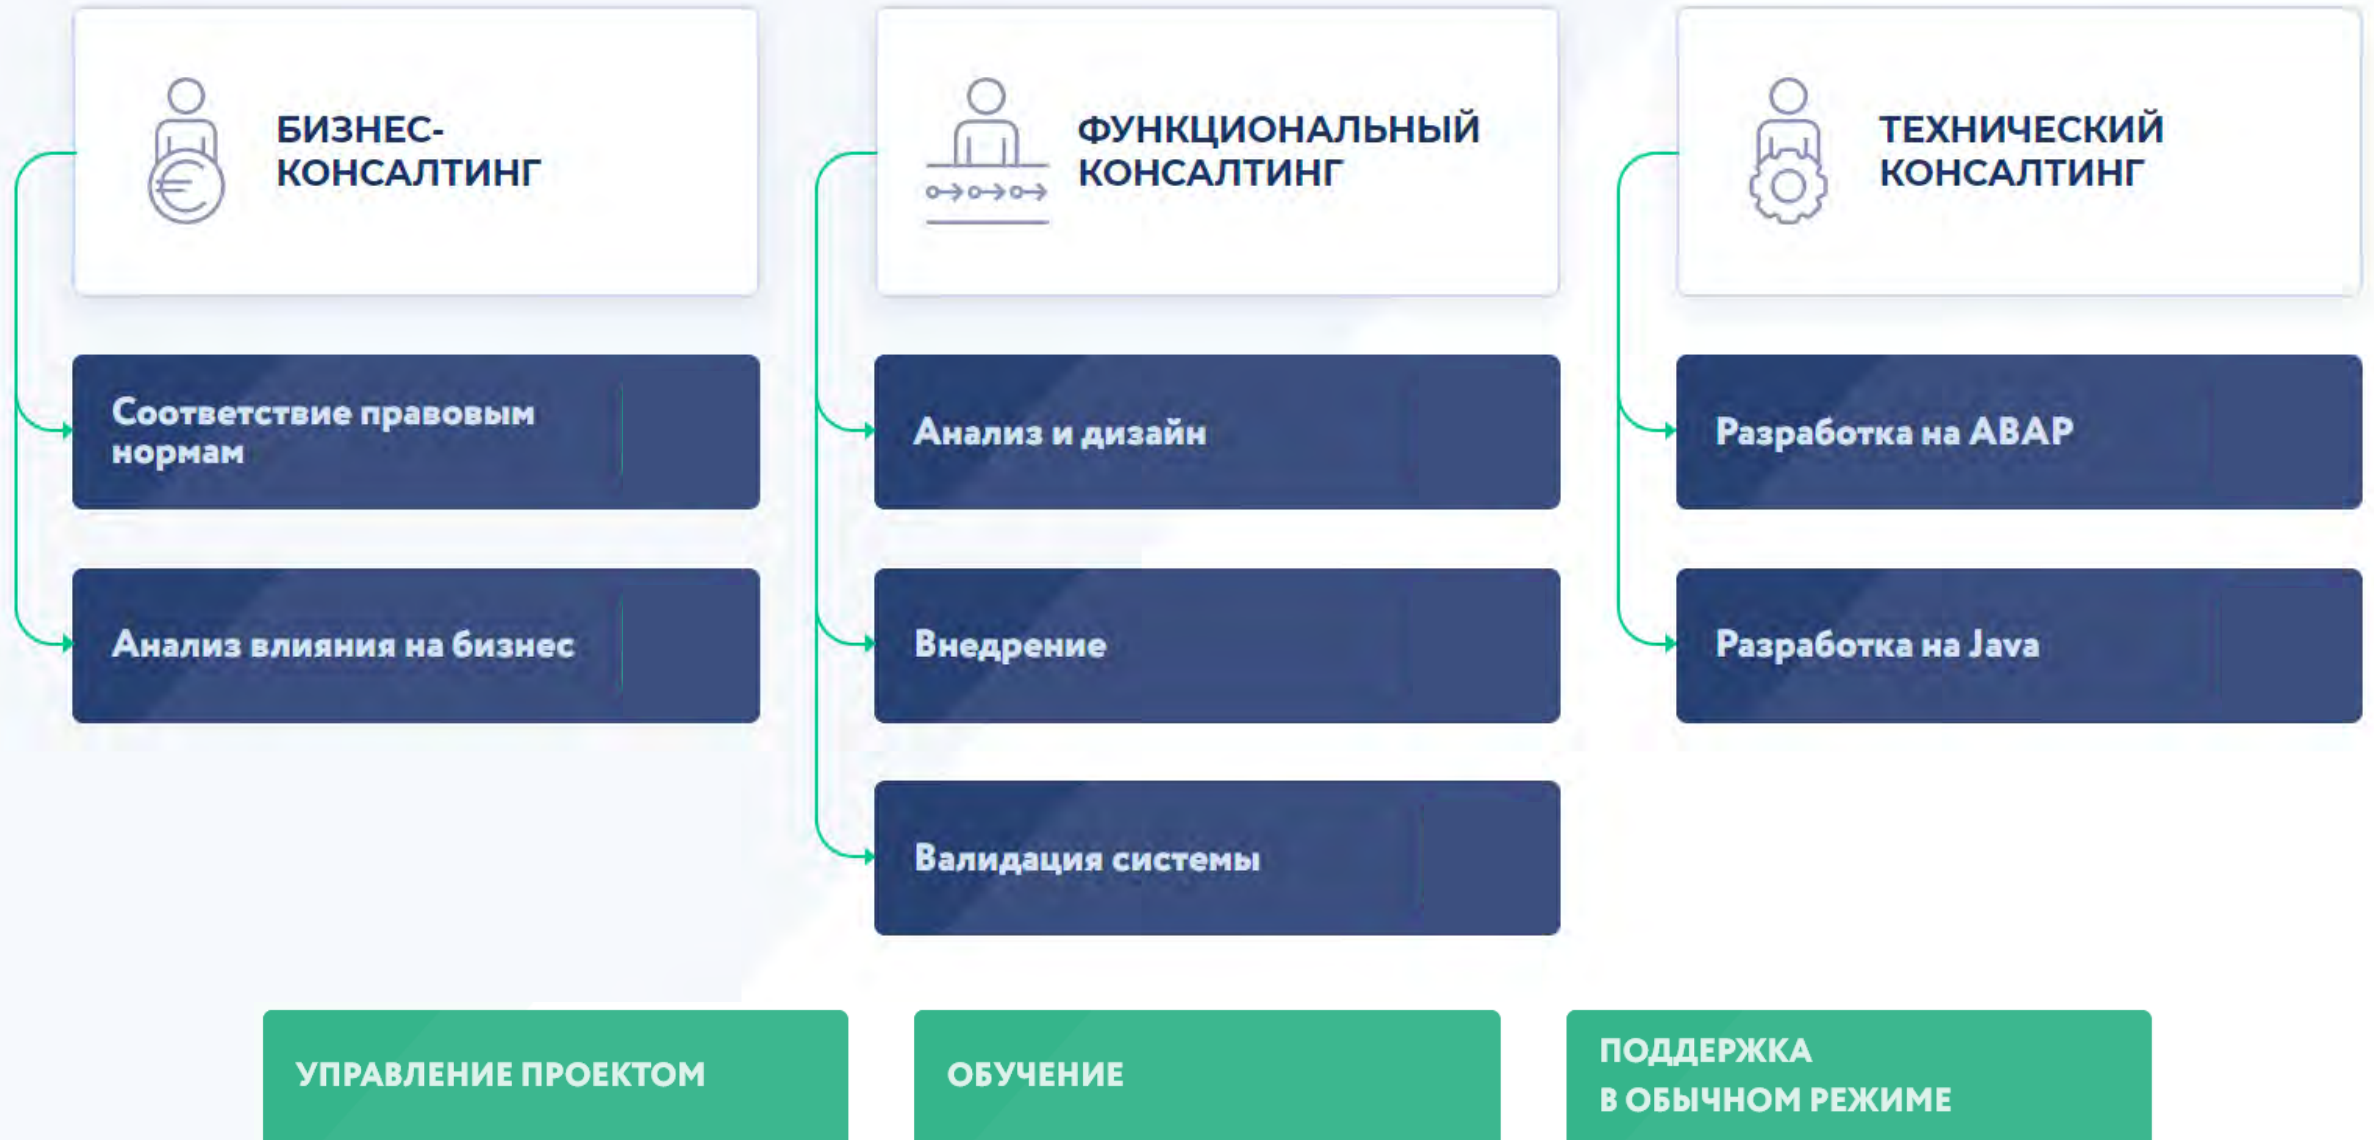 БИЗНЕС-
КОНСАЛТИНГ
Соответствие правовым
нормам
Анализ влияния на бизнес
ФУНКЦИОНАЛЬНЫЙ
КОНСАЛТИНГ
Анализ и дизайн
Внедрение
Валидация системы
ТЕХНИЧЕСКИЙ
КОНСАЛТИНГ
Разработка на ABAP
Разработка на Java
УПРАВЛЕНИЕ ПРОЕКТОМ
ОБУЧЕНИЕ
ПОДДЕРЖКА
В ОБЫЧНОМ РЕЖИМЕ